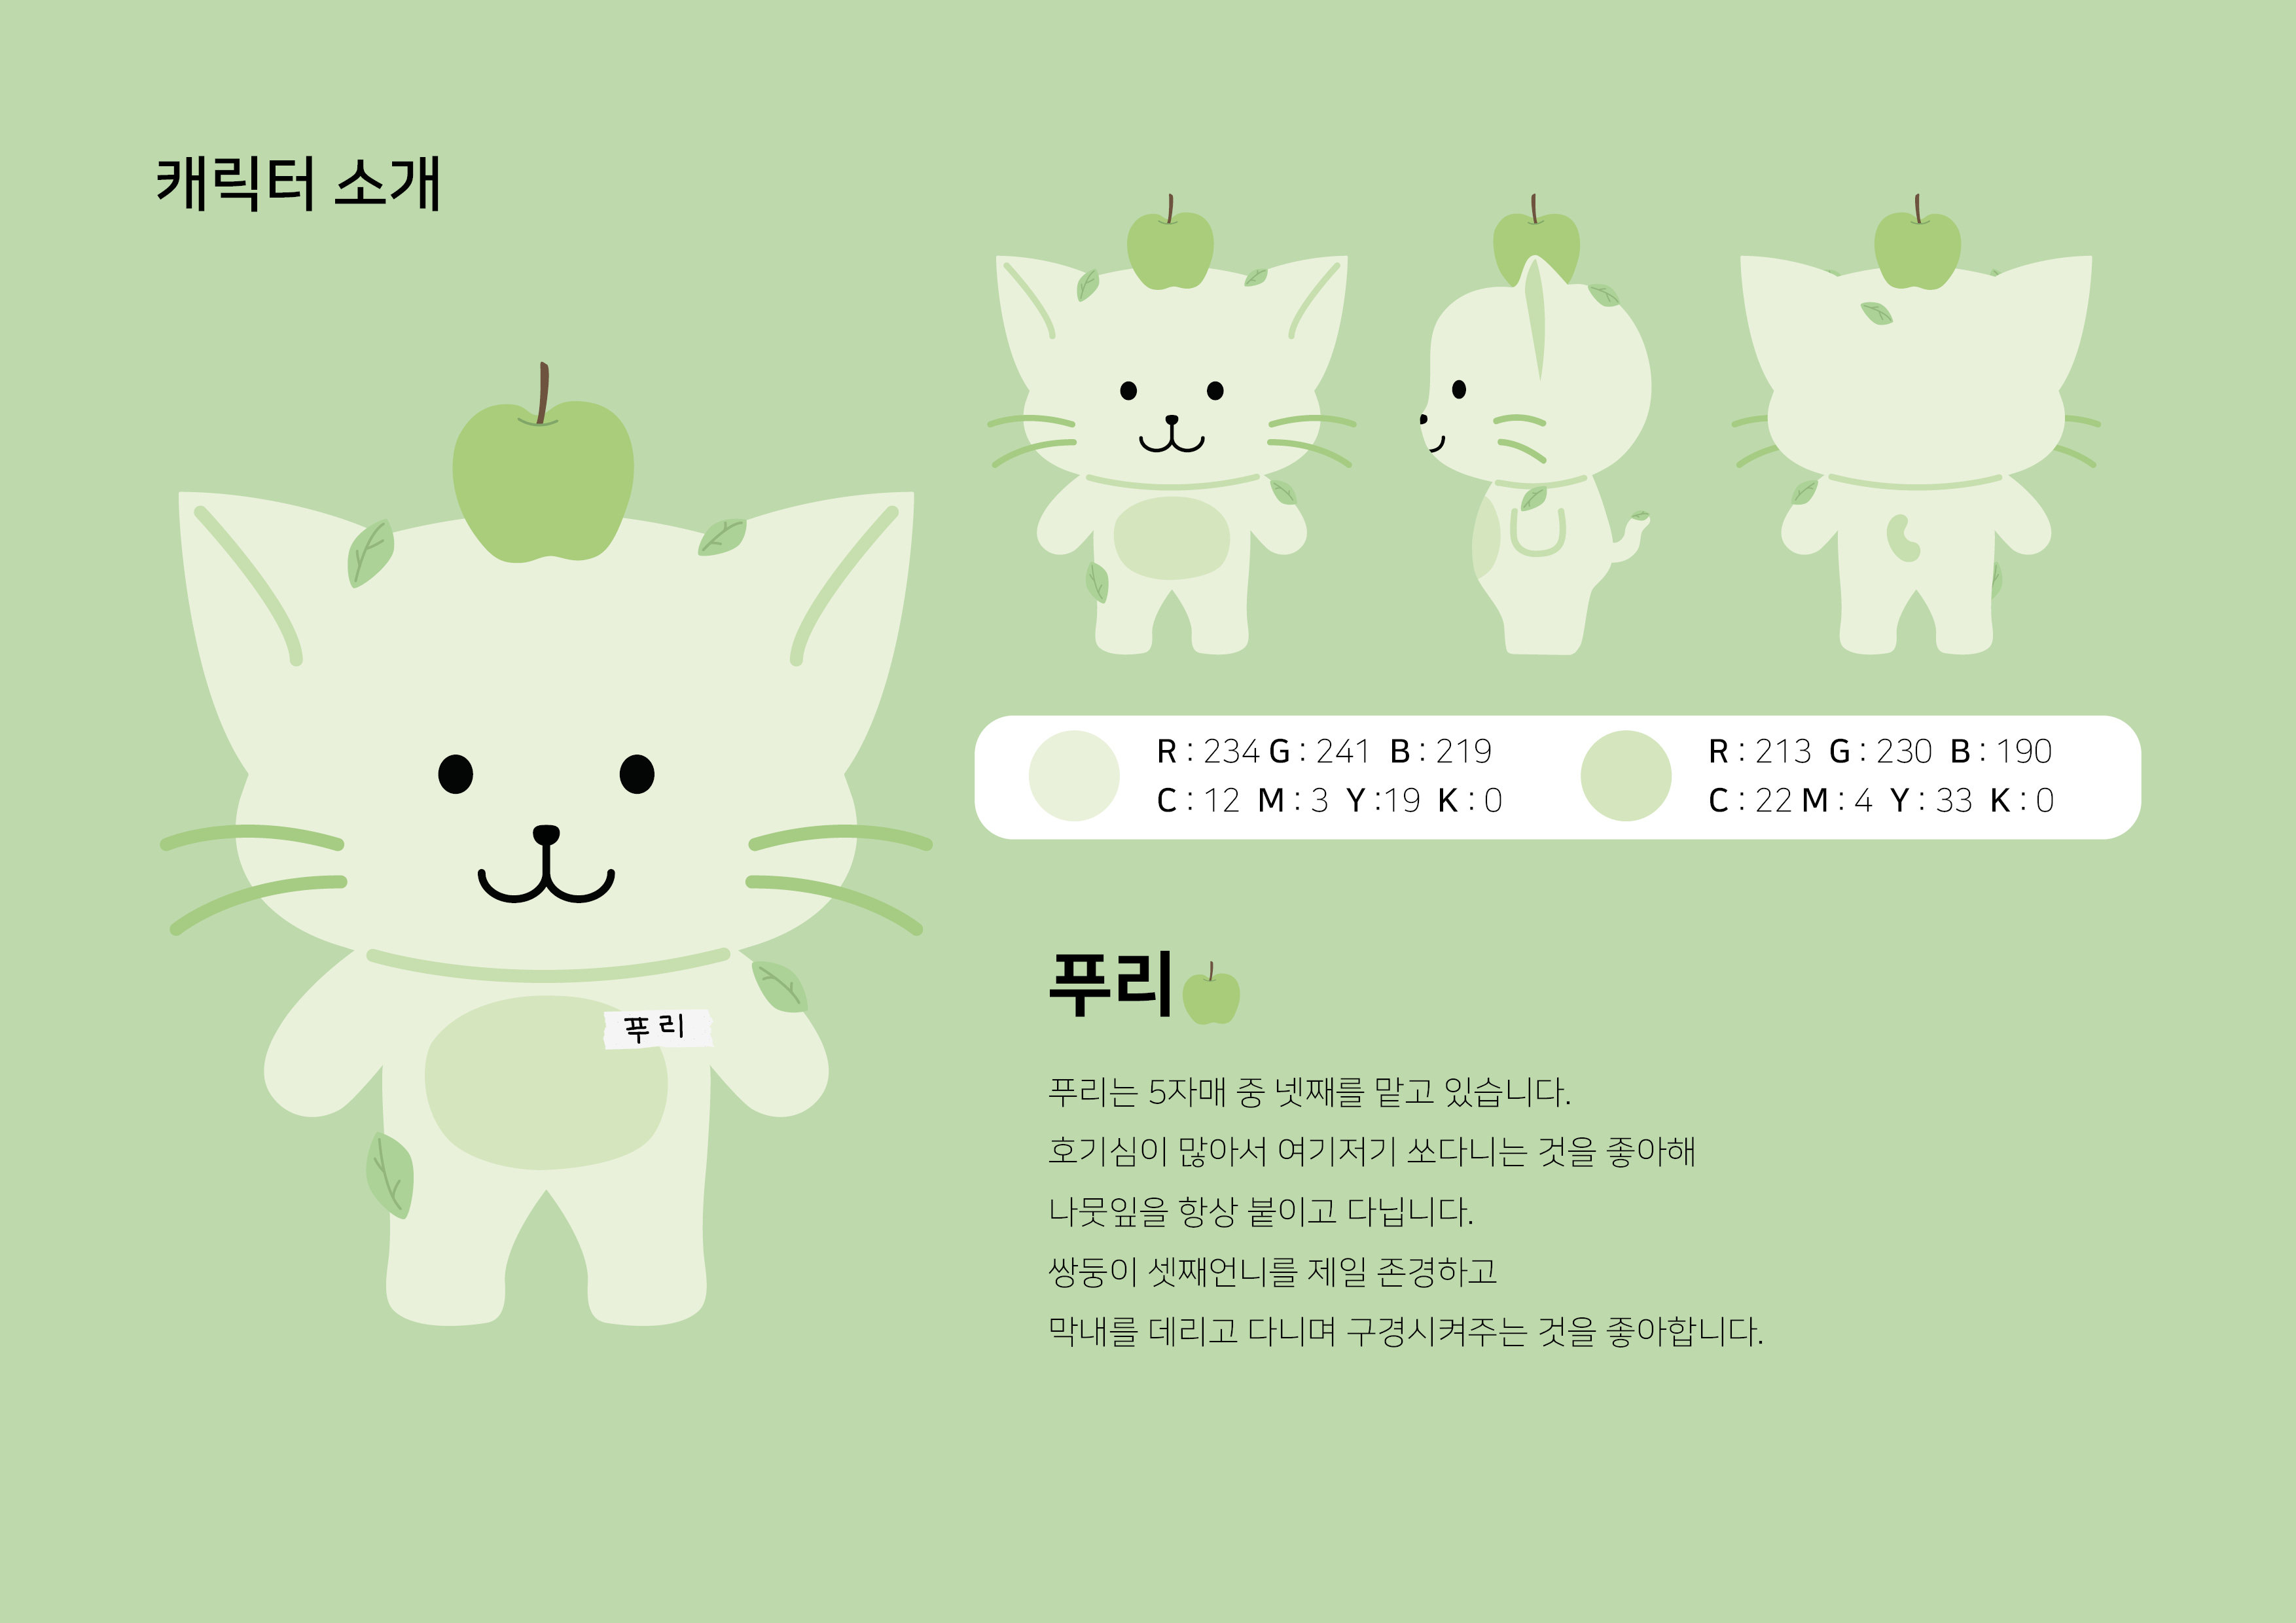 캐릭터 소개
R : 234 G : 241 B : 219
C : 12 M : 3 Y :19 K : 0
R : 213 G : 230 B : 190
C : 22 M : 4 Y : 33 K : 0
푸리
푸리
푸리는 5자매 중 넷째를 맡고 있습니다.
호기심이 많아서 여기저기 쏘다니는 것을 좋아해
나뭇잎을 항상 붙이고 다닙니다.
쌍둥이 셋째언니를 제일 존경하고
막내를 데리고 다니며 구경시켜주는 것을 좋아합니다.